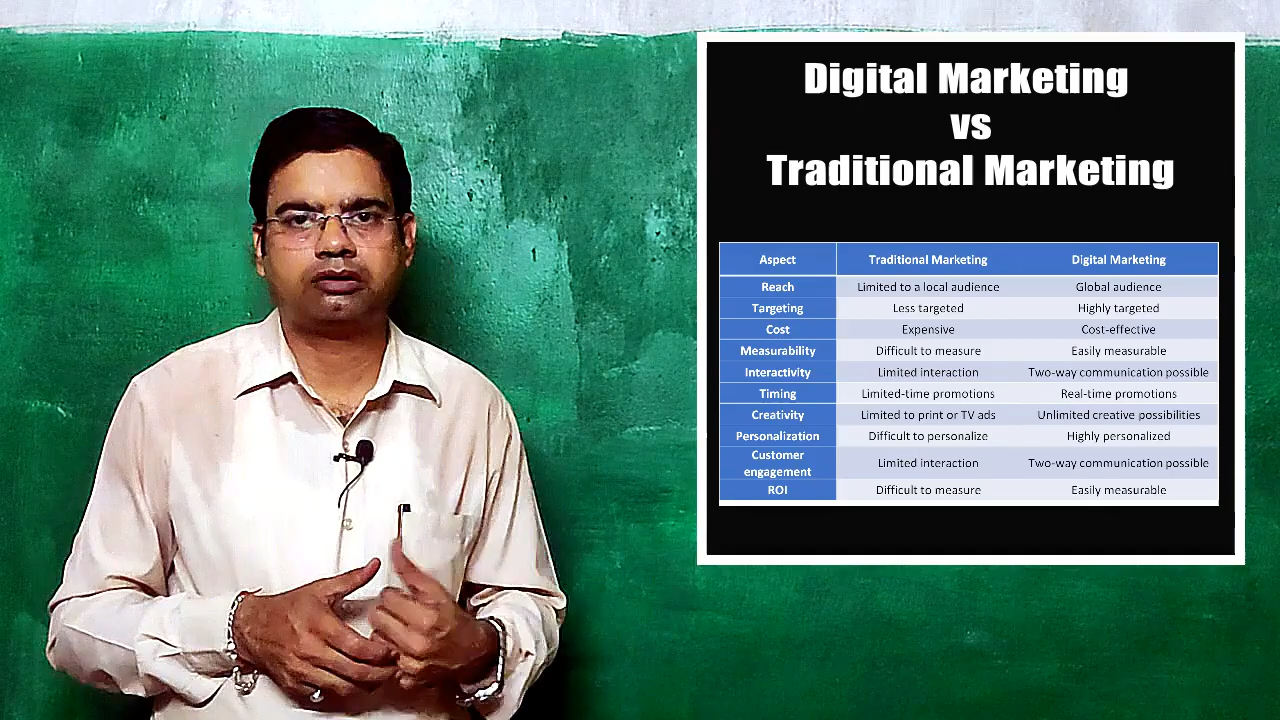 Digital Marketing
vs
Traditional Marketing
Aspect Traditional Marketing Digital Marketing
Reach Limited to a local audience Global audience
Targeting Less targeted Highly targeted
Cost Expensive Cost-effective
Measurability Difficult to measure Easily measurable
Interactivity Limited interaction Two-way communication possible
Timing Limited-time promotions Real-time promotions
Creativity Limited to print or TV ads Unlimited creative possibilities
Personalization Difficult to personalize Highly personalized
Customer
engagement Limited interaction Two-way communication possible
ROI Difficult to measure Easily measurable